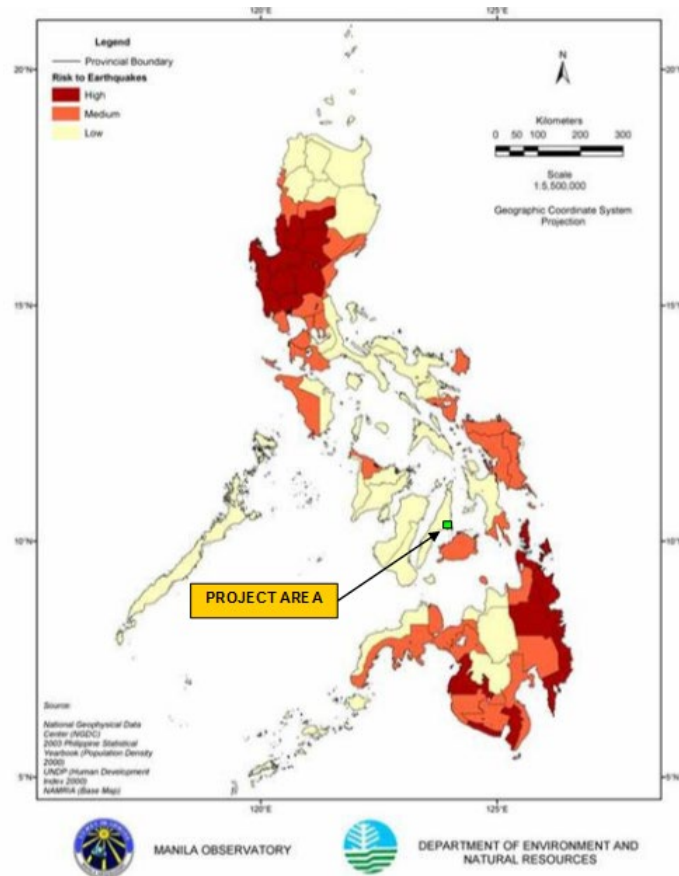 120°E
125°E
Legend
Provincial Boundary
Risk to Earthquakes
High
Medium
Low
N
Kilometers
0 50 100 200 300
Scale
1:5,500,000
Geographic Coordinate System
Projection
20°N
20°N
15°N
15°N
10°N
10°N
PROJECT AREA
Source:
National Geophysical Data
Center (NGDC)
2003 Philippine Statistical
Yearbook (Population Density
2000)
UNDP (Human Development
Index 2000)
NAMRIA (Base Map)
5°N
5°N
120°E
125°E
MANILA OBSERVATORY
DEPARTMENT OF ENVIRONMENT AND
NATURAL RESOURCES